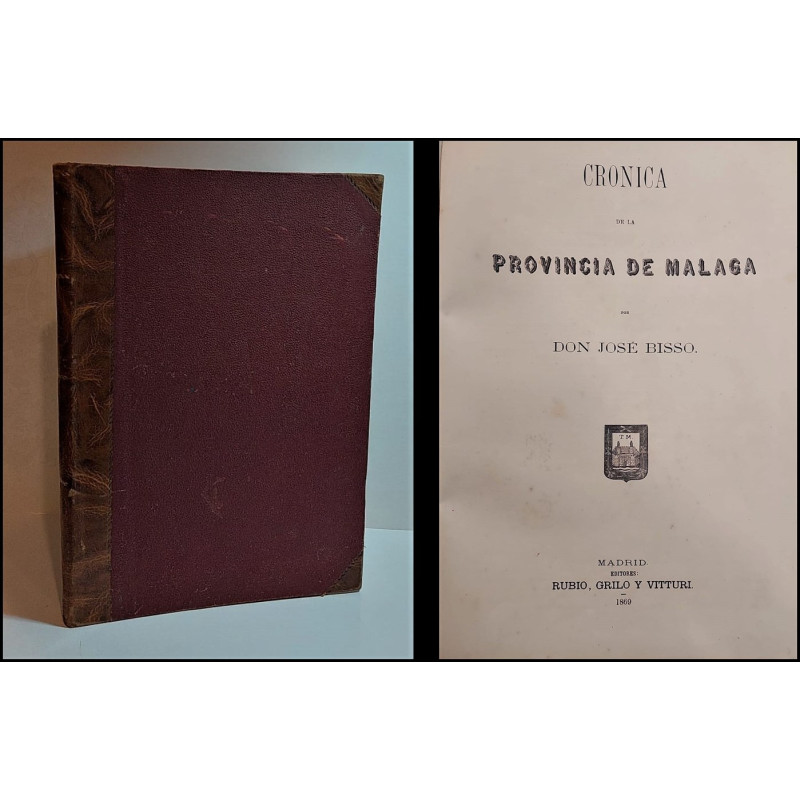 CRONICA
DE LA
PROVINCIA DE MALAGA
POR
DON JOSÉ BISSO.
T. M.
MADRID.
EDITORES:
RUBIO, GRILO Y VITTURI.
1869